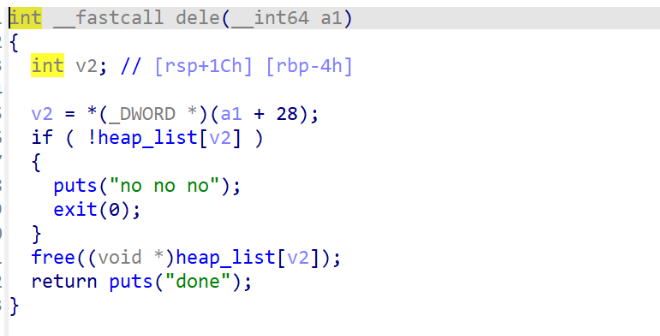 int __fastcall dele(__int64 a1)
{
  int v2; // [rsp+1Ch] [rbp-4h]

  v2 = *(_DWORD *)(a1 + 28);
  if ( !heap_list[v2] )
  {
    puts("no no no");
    exit(0);
  }
  free((void *)heap_list[v2]);
  return puts("done");
}